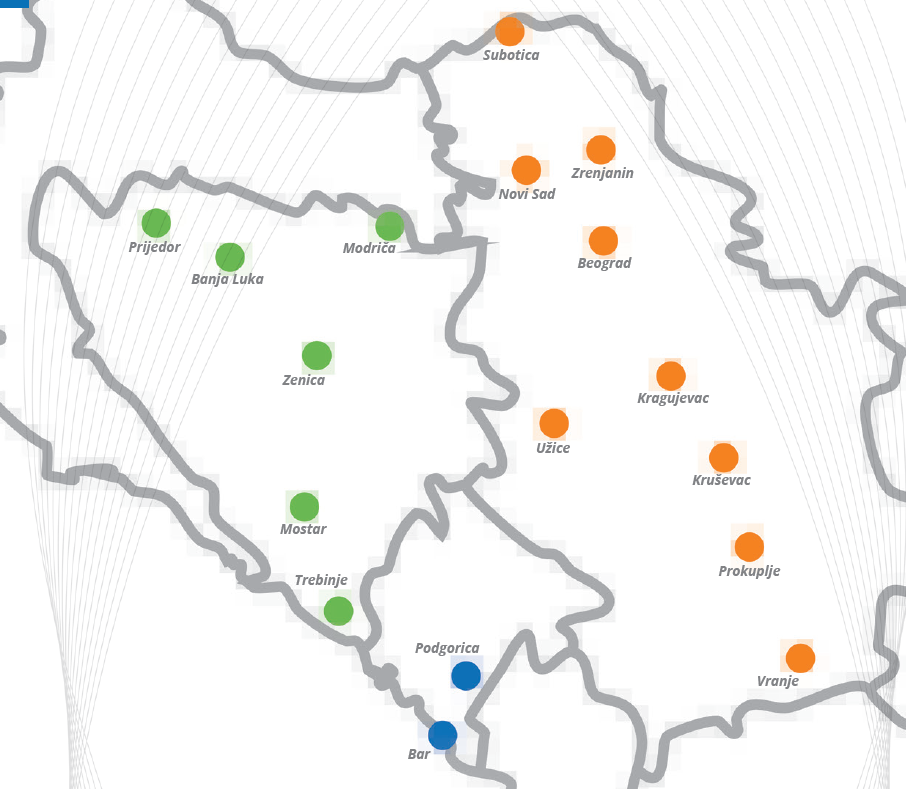 Subotica
Zrenjanin
Novi Sad
Prijedor
Modriča
Beograd
Banja Luka
Zenica
Kragujevac
Užice
Kruševac
Mostar
Prokuplje
Trebinje
Podgorica
Vranje
Bar